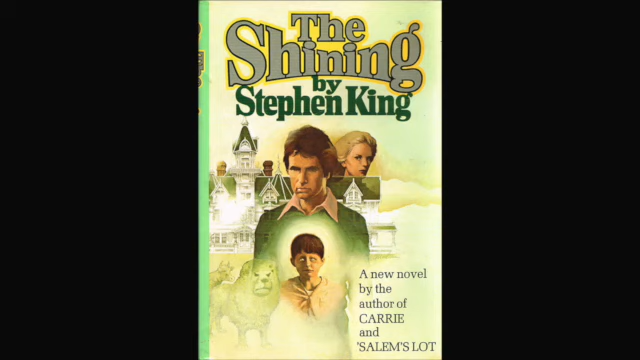 The
Shining
by
Stephen King
A new novel
by the
author of
CARRIE
and
'SALEM'S LOT